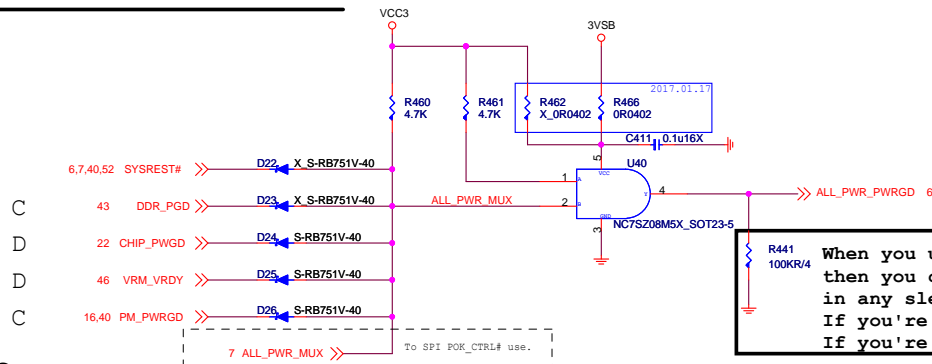 VCC3
3VSB
2017.01.17
R460
4.7K
R461
4.7K
R462
X_0R0402
R466
0R0402
C411 0.1u16X
6,7,40,52 SYSREST# D22 X_S-RB751V-40
5
U40
VCC
1 A
Y 4
ALL_PWR_PWRGD 6
C 43 DDR_PGD D23 X_S-RB751V-40 ALL_PWR_MUX 2 B
GND
3
NC7SZ08M5X_SOT23-5
D 22 CHIP_PWGD D24 S-RB751V-40
D 46 VRM_VRDY D25 S-RB751V-40
C 16,40 PM_PWRGD D26 S-RB751V-40
7 ALL_PWR_MUX
To SPI POK_CTRL# use.
R441
100KR/4
When you
then you
in any sle
If you're
If you're